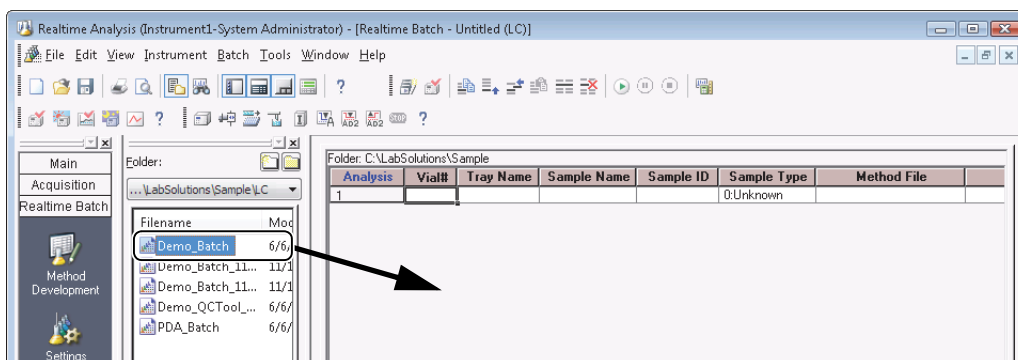 Realtime Analysis (Instrument1-System Administrator) - [Realtime Batch - Untitled (LC)]
File Edit View Instrument Batch Tools Window Help
Main
Acquisition
Realtime Batch
Method
Development
Settings
Folder:
...\LabSolutions\Sample\LC
Filename Mod
Demo_Batch 6/6/
Demo_Batch_11... 11/1
Demo_Batch_11... 11/1
Demo_QCTool_... 6/6/
PDA_Batch 6/6/
Folder: C:\LabSolutions\Sample
Analysis Vial# Tray Name Sample Name Sample ID Sample Type Method File
1 0:Unknown